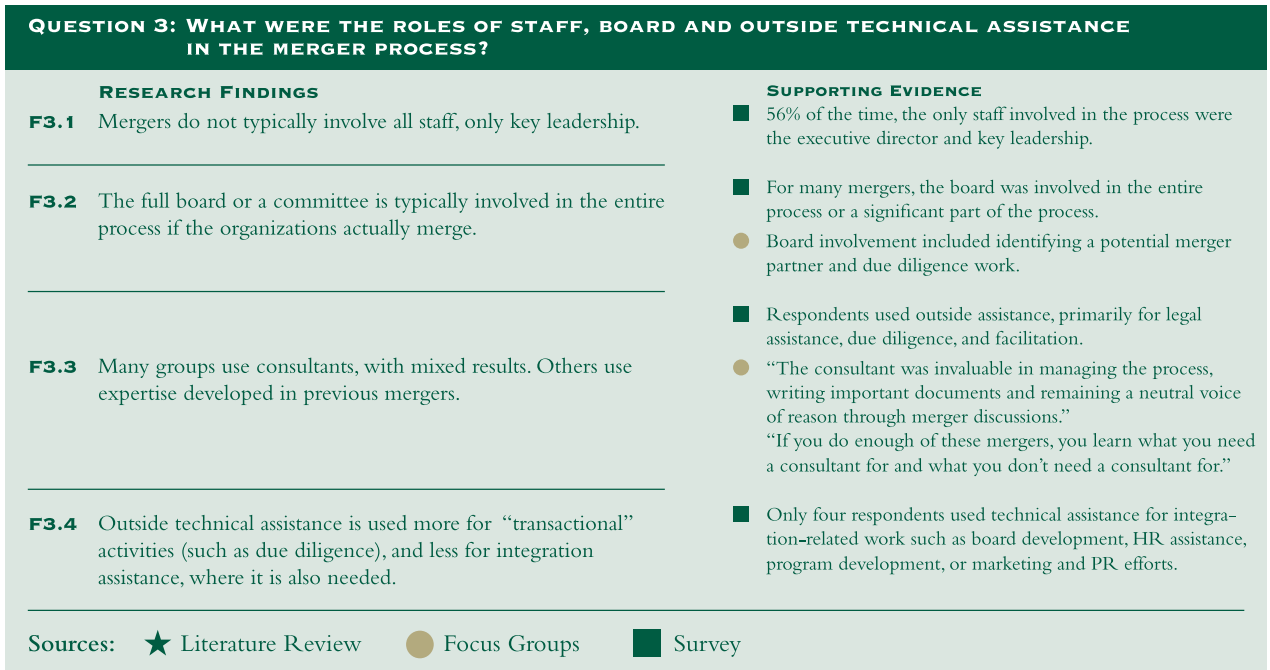 QUESTION 3: WHAT WERE THE ROLES OF STAFF, BOARD AND OUTSIDE TECHNICAL ASSISTANCE
IN THE MERGER PROCESS?
RESEARCH FINDINGS
F3.1 Mergers do not typically involve all staff, only key leadership.
F3.2 The full board or a committee is typically involved in the entire
process if the organizations actually merge.
F3.3 Many groups use consultants, with mixed results. Others use
expertise developed in previous mergers.
F3.4 Outside technical assistance is used more for “transactional”
activities (such as due diligence), and less for integration
assistance, where it is also needed.
SUPPORTING EVIDENCE
56% of the time, the only staff involved in the process were
the executive director and key leadership.
For many mergers, the board was involved in the entire
process or a significant part of the process.
Board involvement included identifying a potential merger
partner and due diligence work.
Respondents used outside assistance, primarily for legal
assistance, due diligence, and facilitation.
“The consultant was invaluable in managing the process,
writing important documents and remaining a neutral voice
of reason through merger discussions.”
“If you do enough of these mergers, you learn what you need
a consultant for and what you don’t need a consultant for.”
Only four respondents used technical assistance for integra-
tion-related work such as board development, HR assistance,
program development, or marketing and PR efforts.
Sources: Literature Review Focus Groups Survey